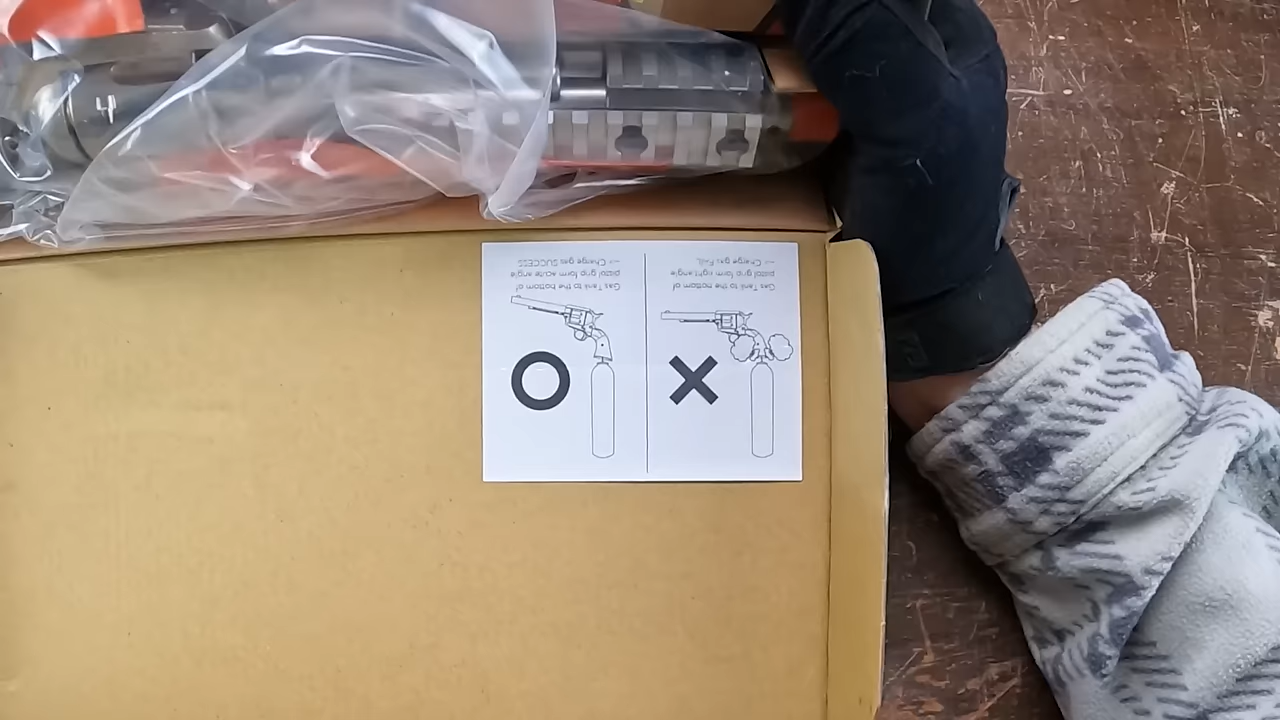 Gas Tank to the bottom of
pistol grip form right angle
--> Charge gas FAIL
Gas Tank to the bottom of
pistol grip form acute angle
--> Charge gas SUCCESS